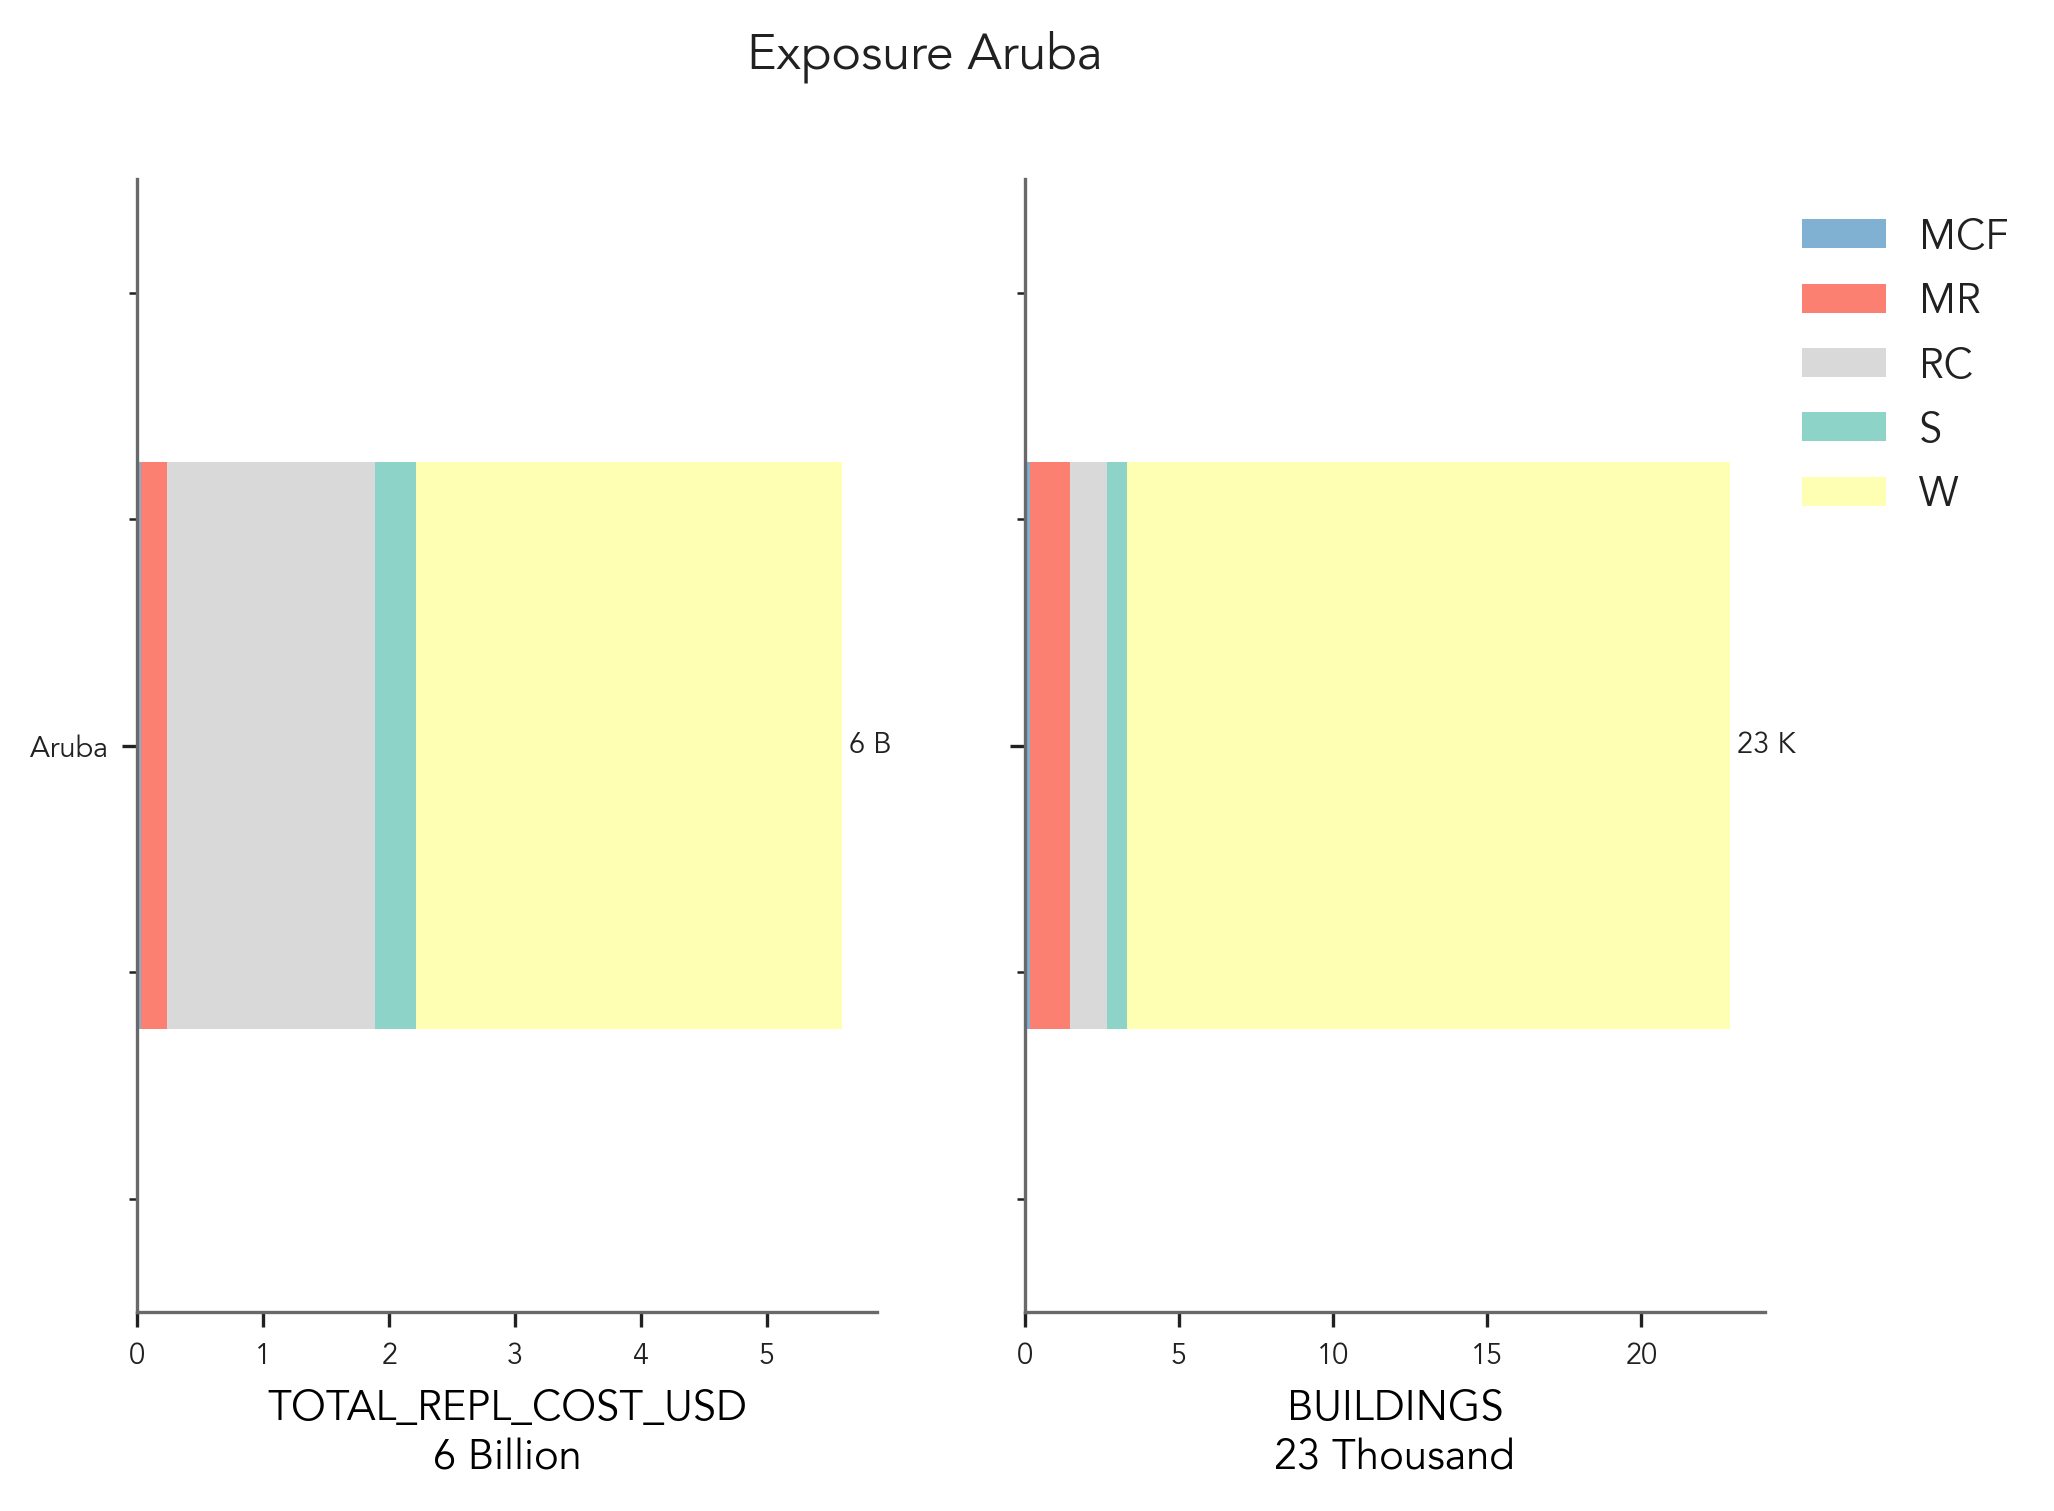 Exposure Aruba
MCF
MR
RC
S
W
Aruba
6 B
23 K
0 1 2 3 4 5
0 5 10 15 20
TOTAL_REPL_COST_USD
6 Billion
BUILDINGS
23 Thousand